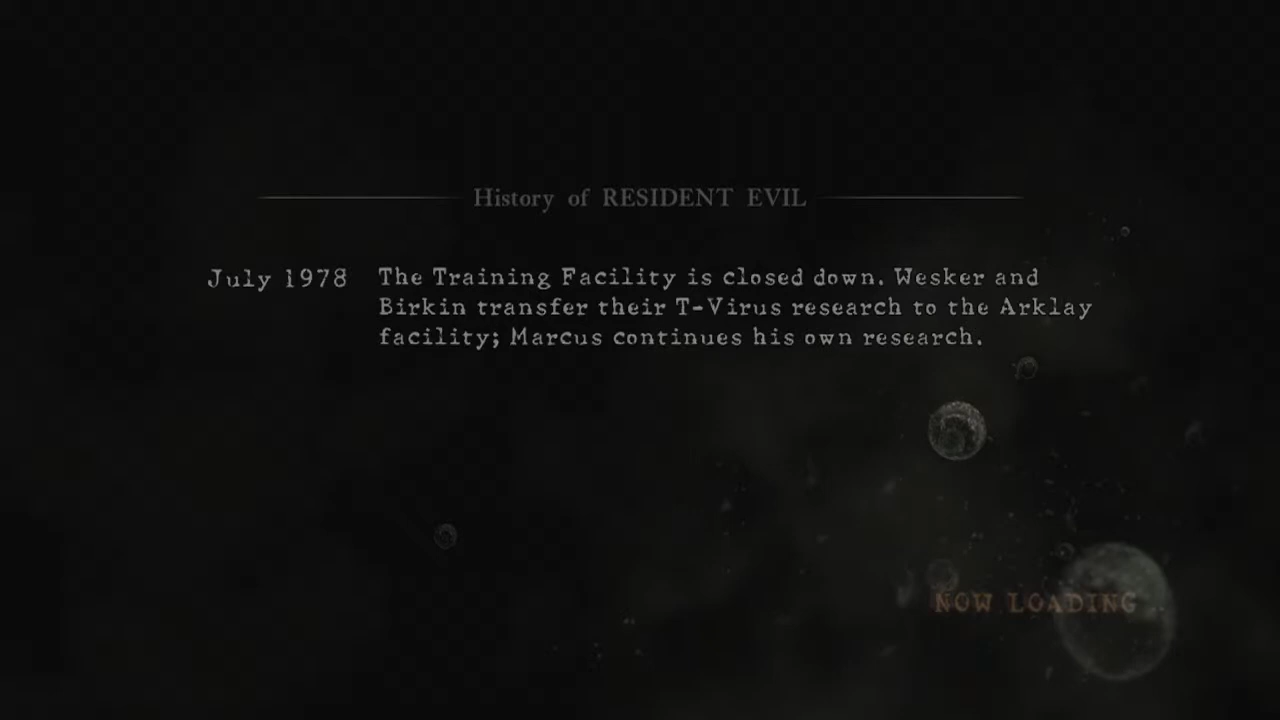 History of RESIDENT EVIL
July 1978 The Training Facility is closed down. Wesker and
Birkin transfer their T-Virus research to the Arklay
facility; Marcus continues his own research.
NOW LOADING